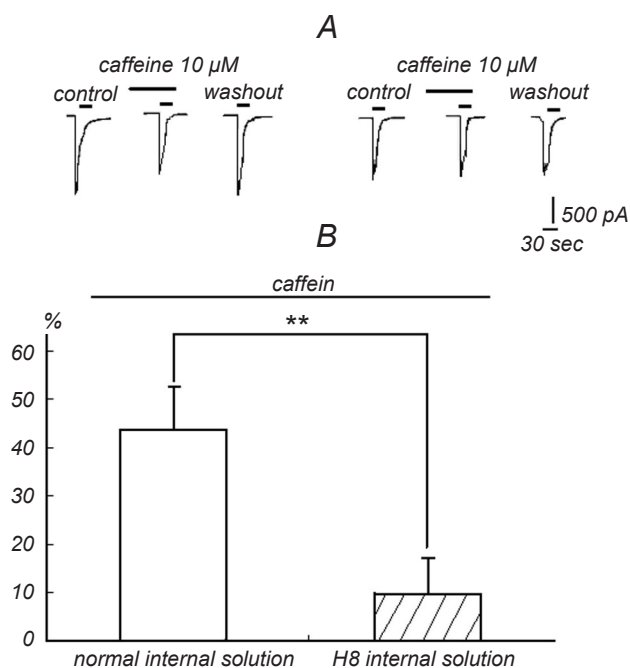 A
caffeine 10 µM caffeine 10 µM
control washout control washout
500 pA
30 sec
B
caffein
%
**
60
50
40
30
20
10
0
normal internal solution H8 internal solution